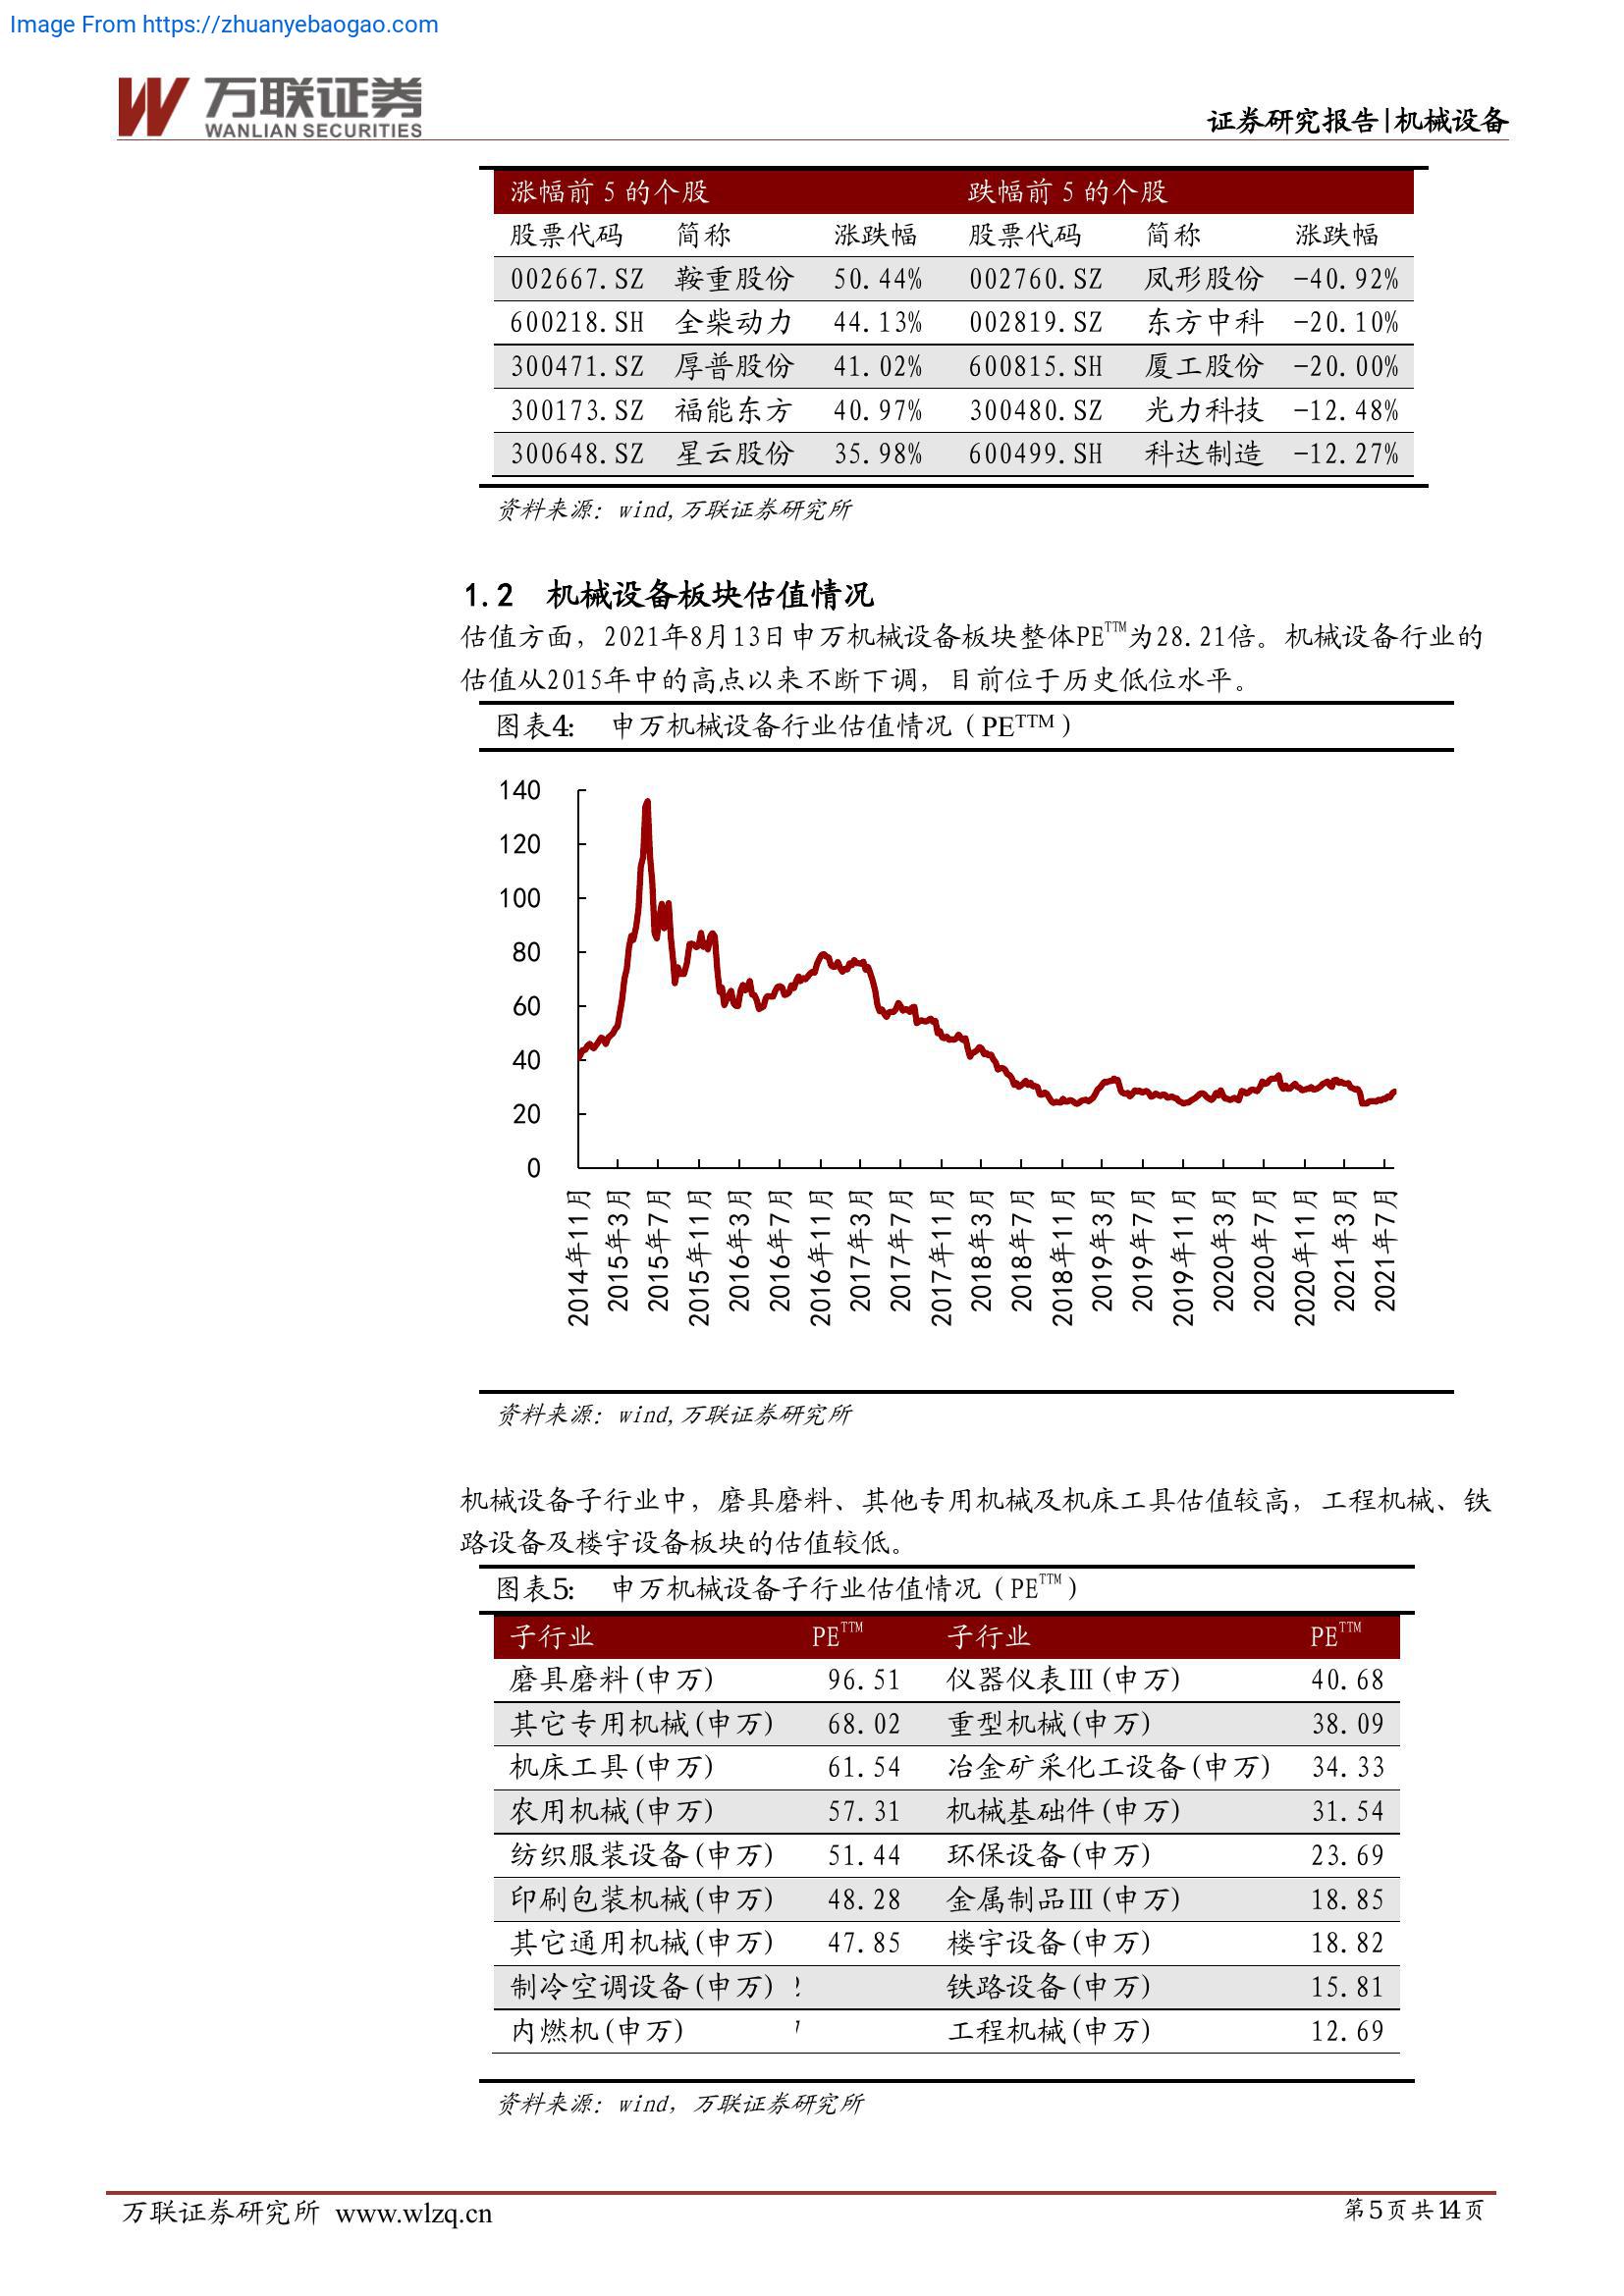 Image From https://zhuanyebaogao.com
万联证券
WANLIAN SECURITIES
证券研究报告|机械设备
涨幅前 5 的个股 跌幅前 5 的个股
股票代码 简称 涨跌幅 股票代码 简称 涨跌幅
002667.SZ 鞍重股份 50.44% 002760.SZ 凤形股份 -40.92%
600218.SH 全柴动力 44.13% 002819.SZ 东方中科 -20.10%
300471.SZ 厚普股份 41.02% 600815.SH 厦工股份 -20.00%
300173.SZ 福能东方 40.97% 300480.SZ 光力科技 -12.48%
300648.SZ 星云股份 35.98% 600499.SH 科达制造 -12.27%
资料来源：wind,万联证券研究所
1.2 机械设备板块估值情况
估值方面，2021年8月13日申万机械设备板块整体PETTM为28.21倍。机械设备行业的
估值从2015年中的高点以来不断下调，目前位于历史低位水平。
图表4: 申万机械设备行业估值情况（PETTM）
140
120
100
80
60
40
20
0
2014年11月
2015年3月
2015年7月
2015年11月
2016年3月
2016年7月
2016年11月
2017年3月
2017年7月
2017年11月
2018年3月
2018年7月
2018年11月
2019年3月
2019年7月
2019年11月
2020年3月
2020年7月
2020年11月
2021年3月
2021年7月
资料来源：wind,万联证券研究所
机械设备子行业中，磨具磨料、其他专用机械及机床工具估值较高，工程机械、铁
路设备及楼宇设备板块的估值较低。
图表5: 申万机械设备子行业估值情况（PETTM）
子行业 PETTM 子行业 PETTM
磨具磨料(申万) 96.51 仪器仪表Ⅲ(申万) 40.68
其它专用机械(申万) 68.02 重型机械(申万) 38.09
机床工具(申万) 61.54 冶金矿采化工设备(申万) 34.33
农用机械(申万) 57.31 机械基础件(申万) 31.54
纺织服装设备(申万) 51.44 环保设备(申万) 23.69
印刷包装机械(申万) 48.28 金属制品Ⅲ(申万) 18.85
其它通用机械(申万) 47.85 楼宇设备(申万) 18.82
制冷空调设备(申万) 铁路设备(申万) 15.81
内燃机(申万) 工程机械(申万) 12.69
资料来源：wind，万联证券研究所
万联证券研究所 www.wlzq.cn
第5页共14页